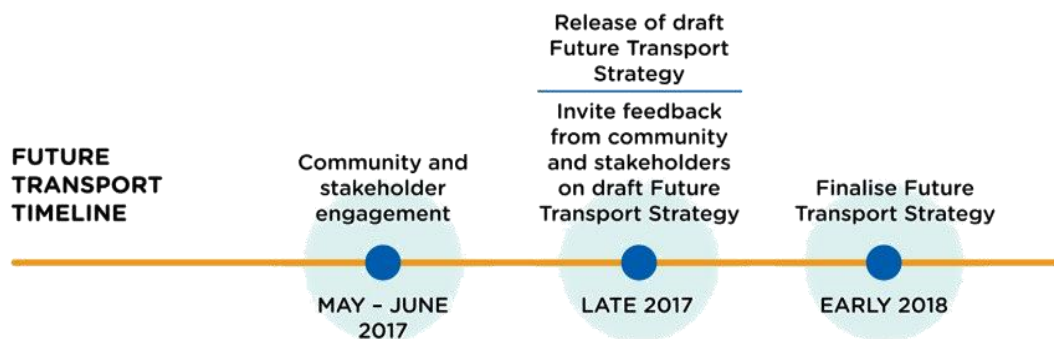 FUTURE
TRANSPORT
TIMELINE
Community and
stakeholder
engagement
MAY – JUNE
2017
Release of draft
Future Transport
Strategy
Invite feedback
from community
and stakeholders
on draft Future
Transport Strategy
LATE 2017
Finalise Future
Transport Strategy
EARLY 2018